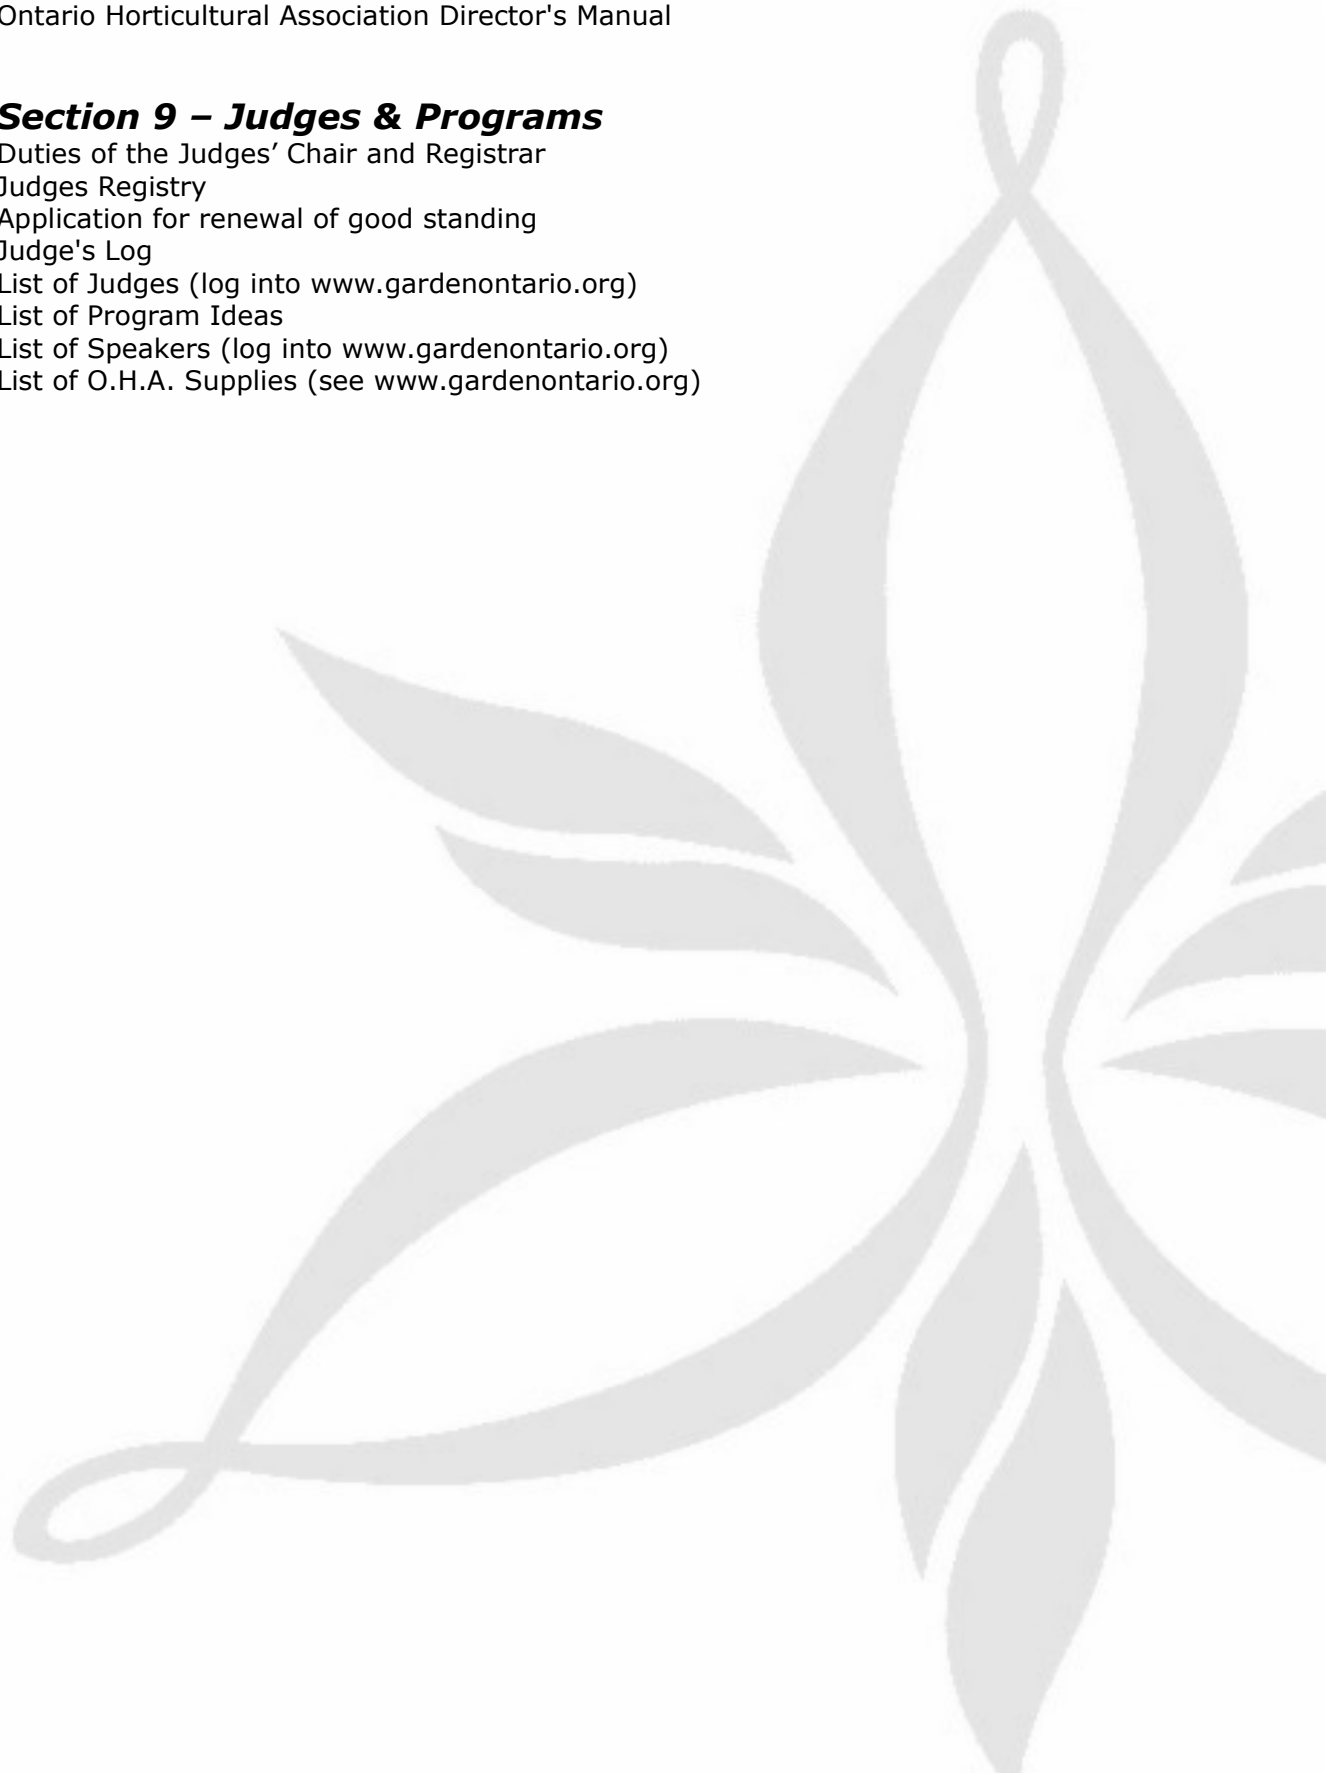 Ontario Horticultural Association Director's Manual
Section 9 – Judges & Programs
Duties of the Judges’ Chair and Registrar
Judges Registry
Application for renewal of good standing
Judge's Log
List of Judges (log into www.gardenontario.org)
List of Program Ideas
List of Speakers (log into www.gardenontario.org)
List of O.H.A. Supplies (see www.gardenontario.org)